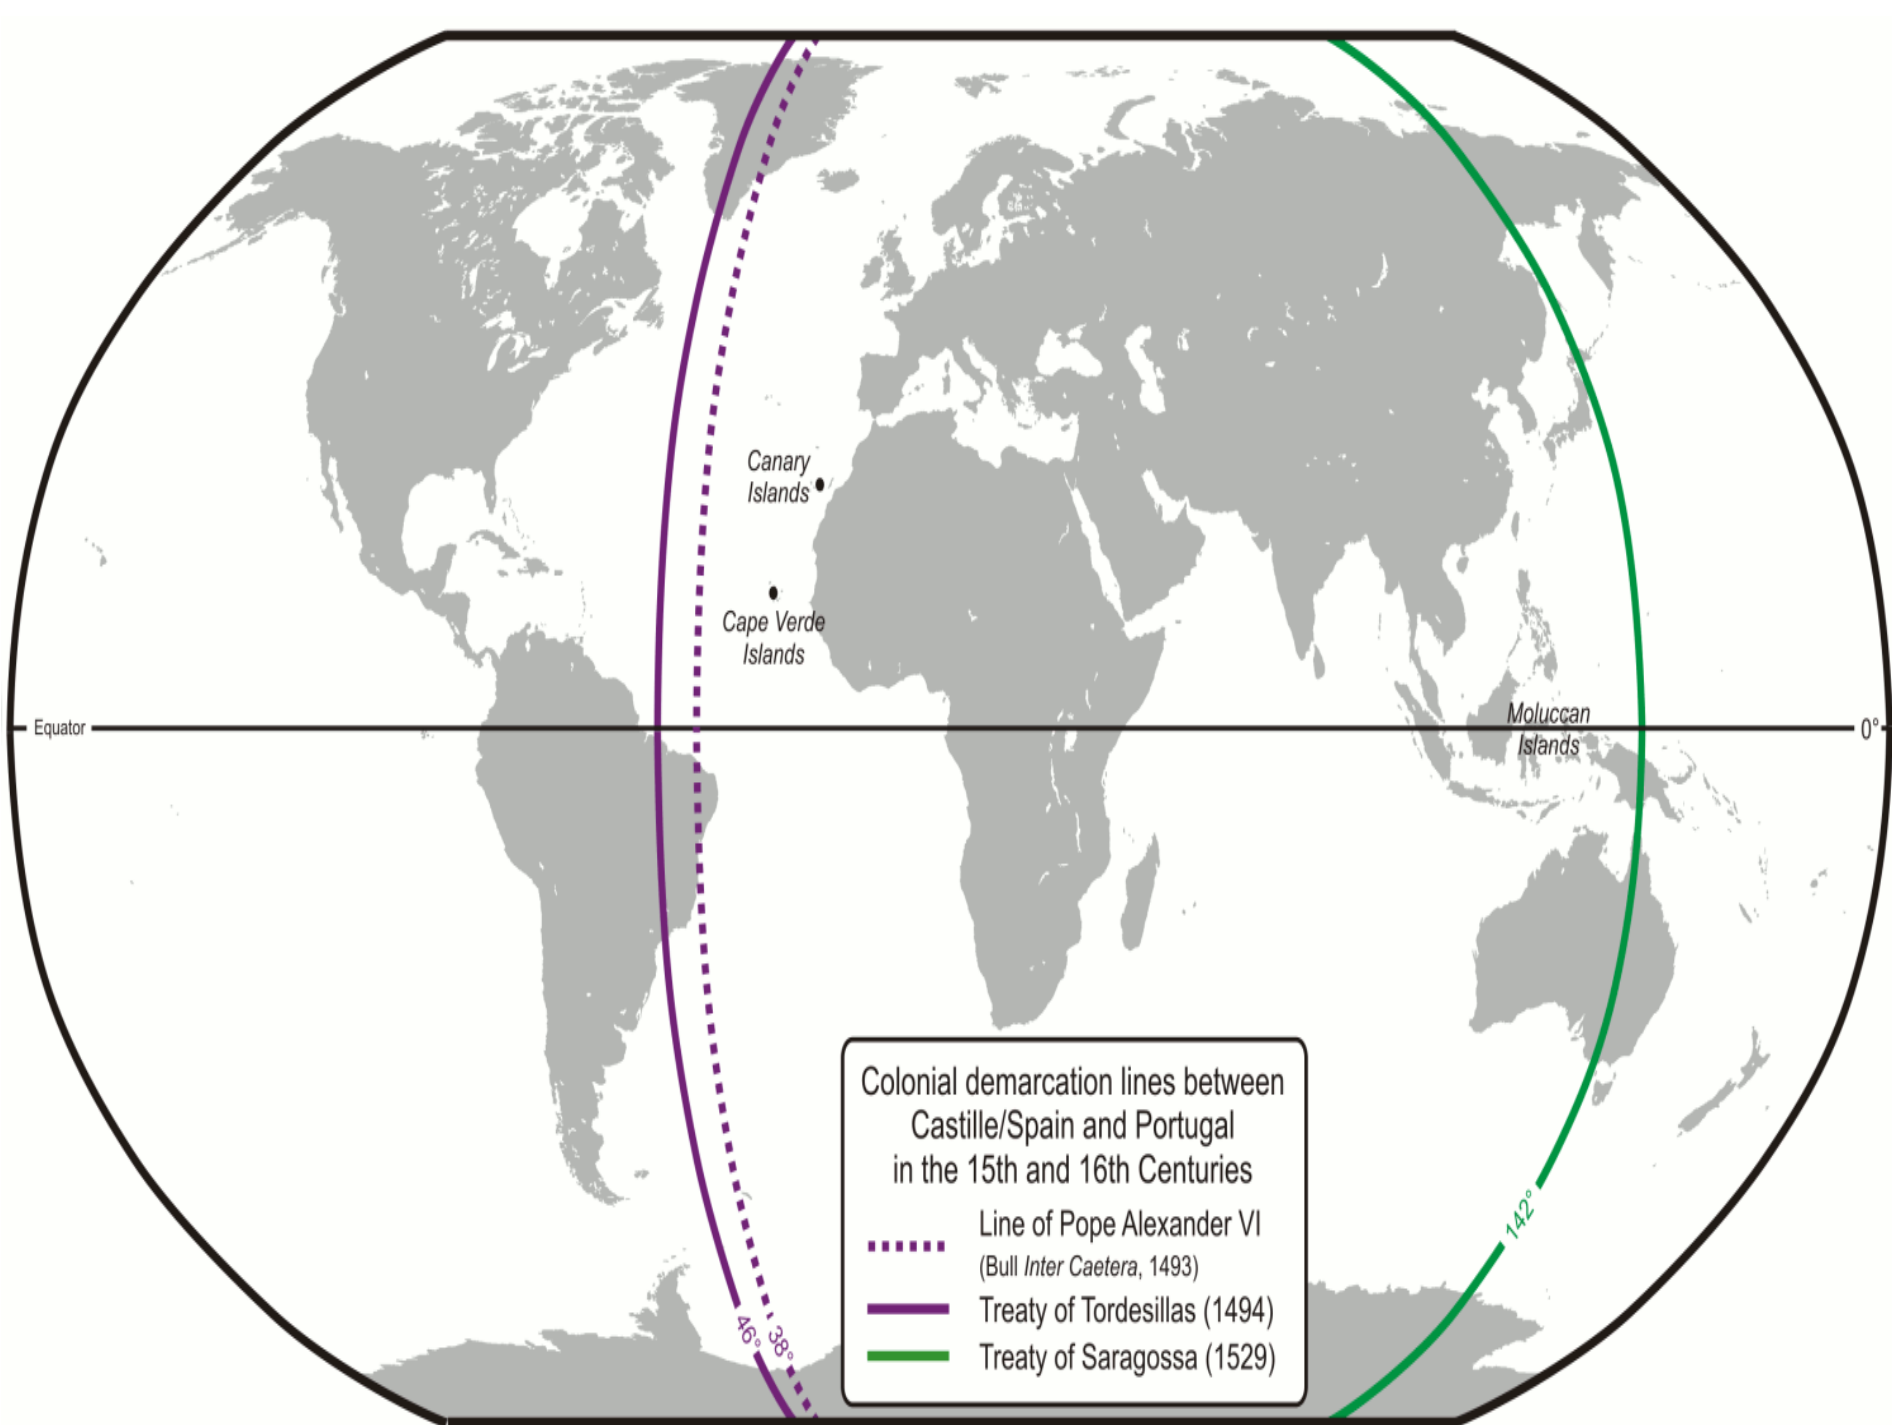 Canary
Islands
Cape Verde
Islands
Equator
Moluccan
Islands
0°
Colonial demarcation lines between
Castille/Spain and Portugal
in the 15th and 16th Centuries
Line of Pope Alexander VI
(Bull Inter Caetera, 1493)
Treaty of Tordesillas (1494)
Treaty of Saragossa (1529)
142°
46°
38°